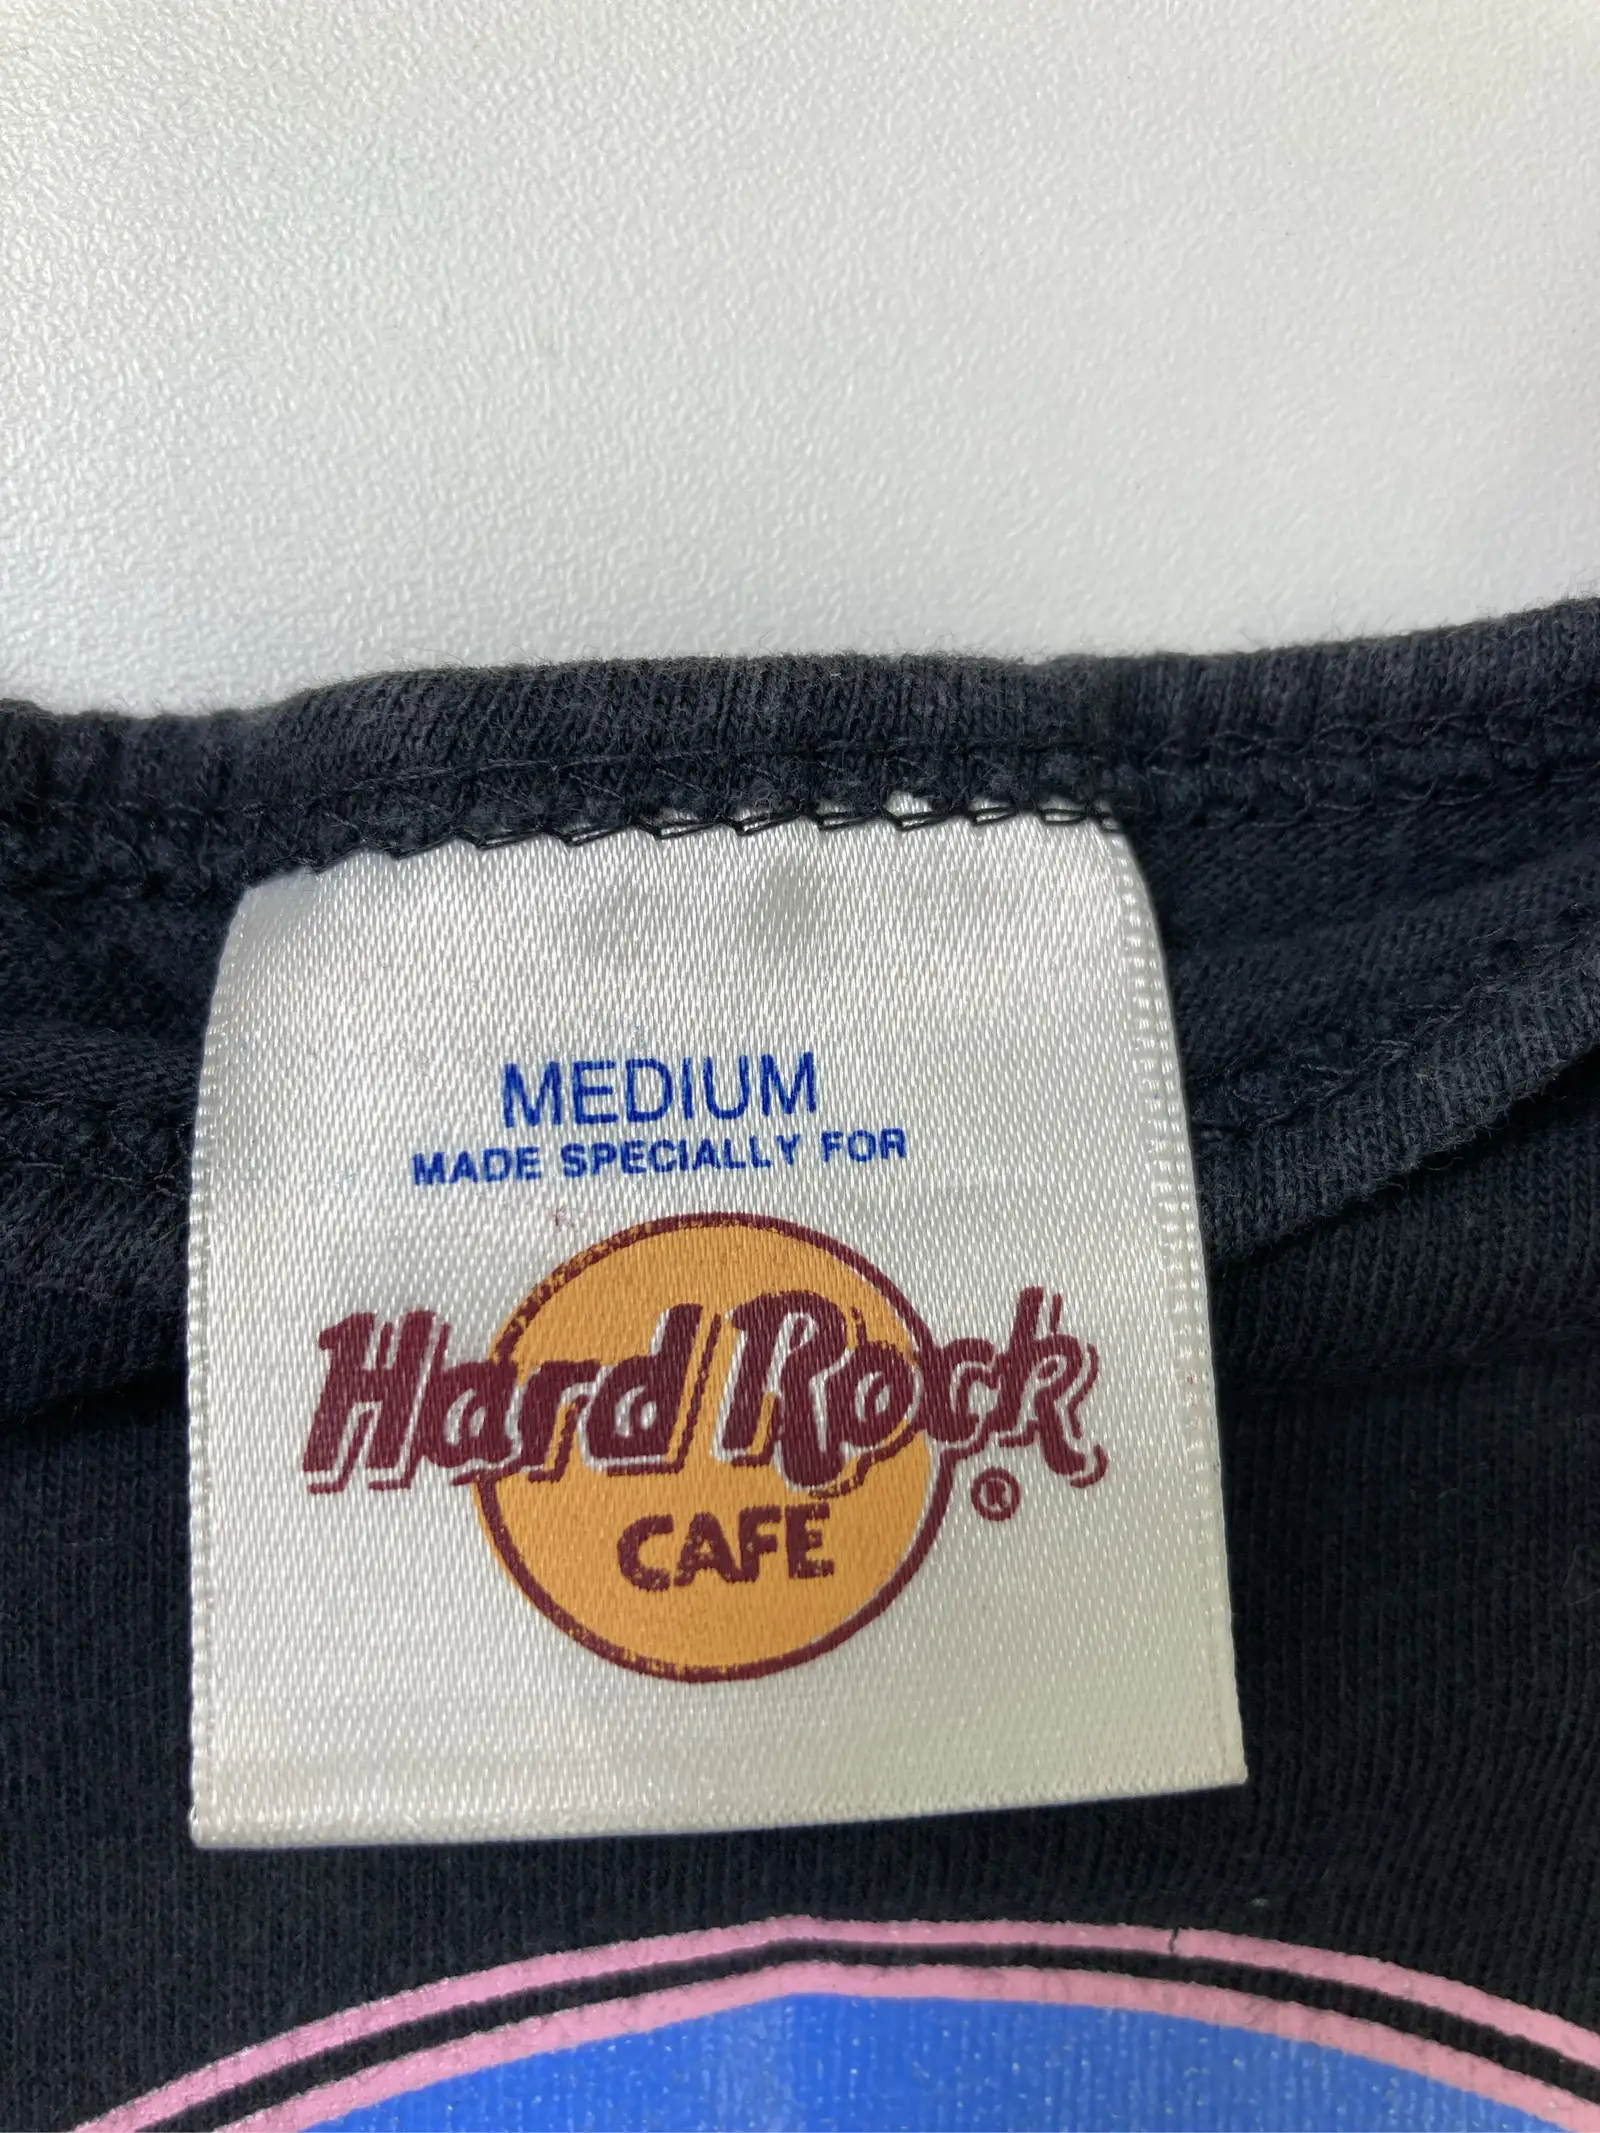 MEDIUM
MADE SPECIALLY FOR
Hard Rock
®
CAFE